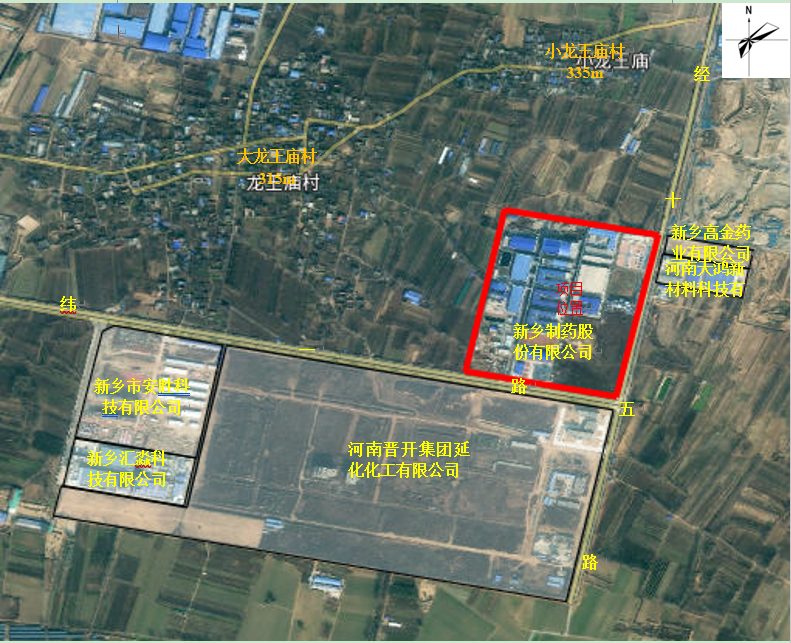 N
小龙王庙村
小龙王庙
335m
经
大龙王庙村
龙王庙村
315m
十
新乡高金药
业有限公司
河南大鸿新
材料科技有
项目
位置
新乡制药股
份有限公司
纬
路
五
新乡市安胜科
技有限公司
新乡汇淼科
技有限公司
河南晋开集团延
化化工有限公司
路